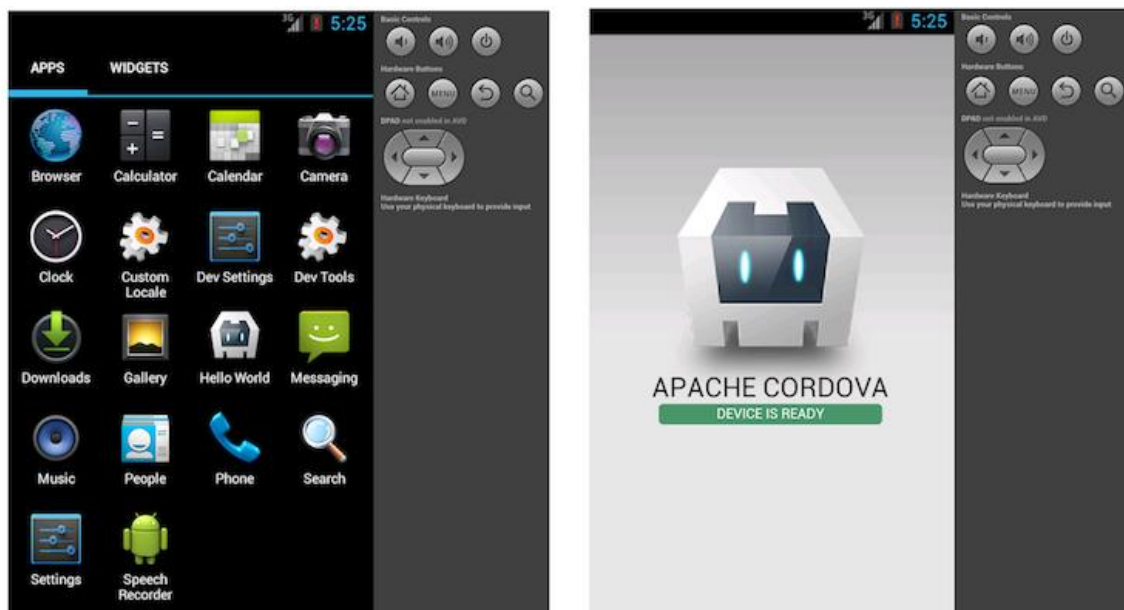 3G 5:25
APPS WIDGETS
Browser Calculator Calendar Camera
Clock Custom Locale Dev Settings Dev Tools
Downloads Gallery Hello World Messaging
Music People Phone Search
Settings Speech Recorder
Basic Controls
Hardware Buttons
MENU
DPAD not enabled in AVD
Hardware Keyboard
Use your physical keyboard to provide input
3G 5:25
APACHE CORDOVA
DEVICE IS READY
Basic Controls
Hardware Buttons
MENU
DPAD not enabled in AVD
Hardware Keyboard
Use your physical keyboard to provide input